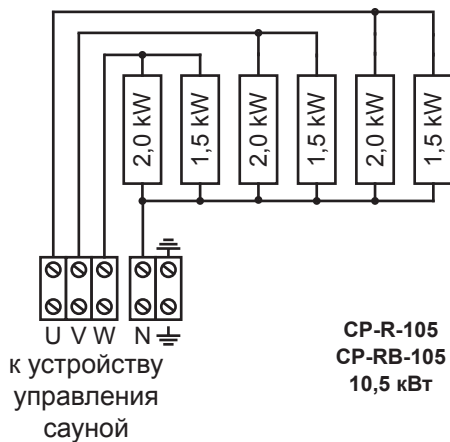 2,0 kW
1,5 kW
2,0 kW
1,5 kW
2,0 kW
1,5 kW
U V W N
к устройству
управления
сауной
CP-R-105
CP-RB-105
10,5 кВт